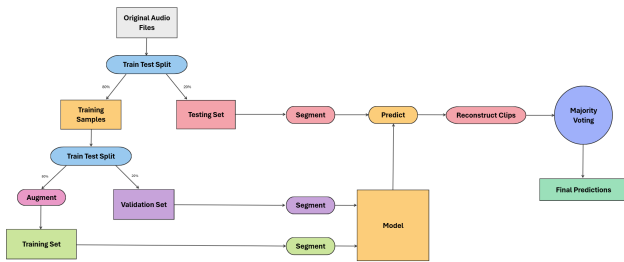 Original Audio
Files
Train Test Split
80%
20%
Training
Samples
Testing Set
Segment
Predict
Reconstruct Clips
Majority
Voting
Train Test Split
20%
Augment
Validation Set
Segment
Model
Final Predictions
Training Set
Segment